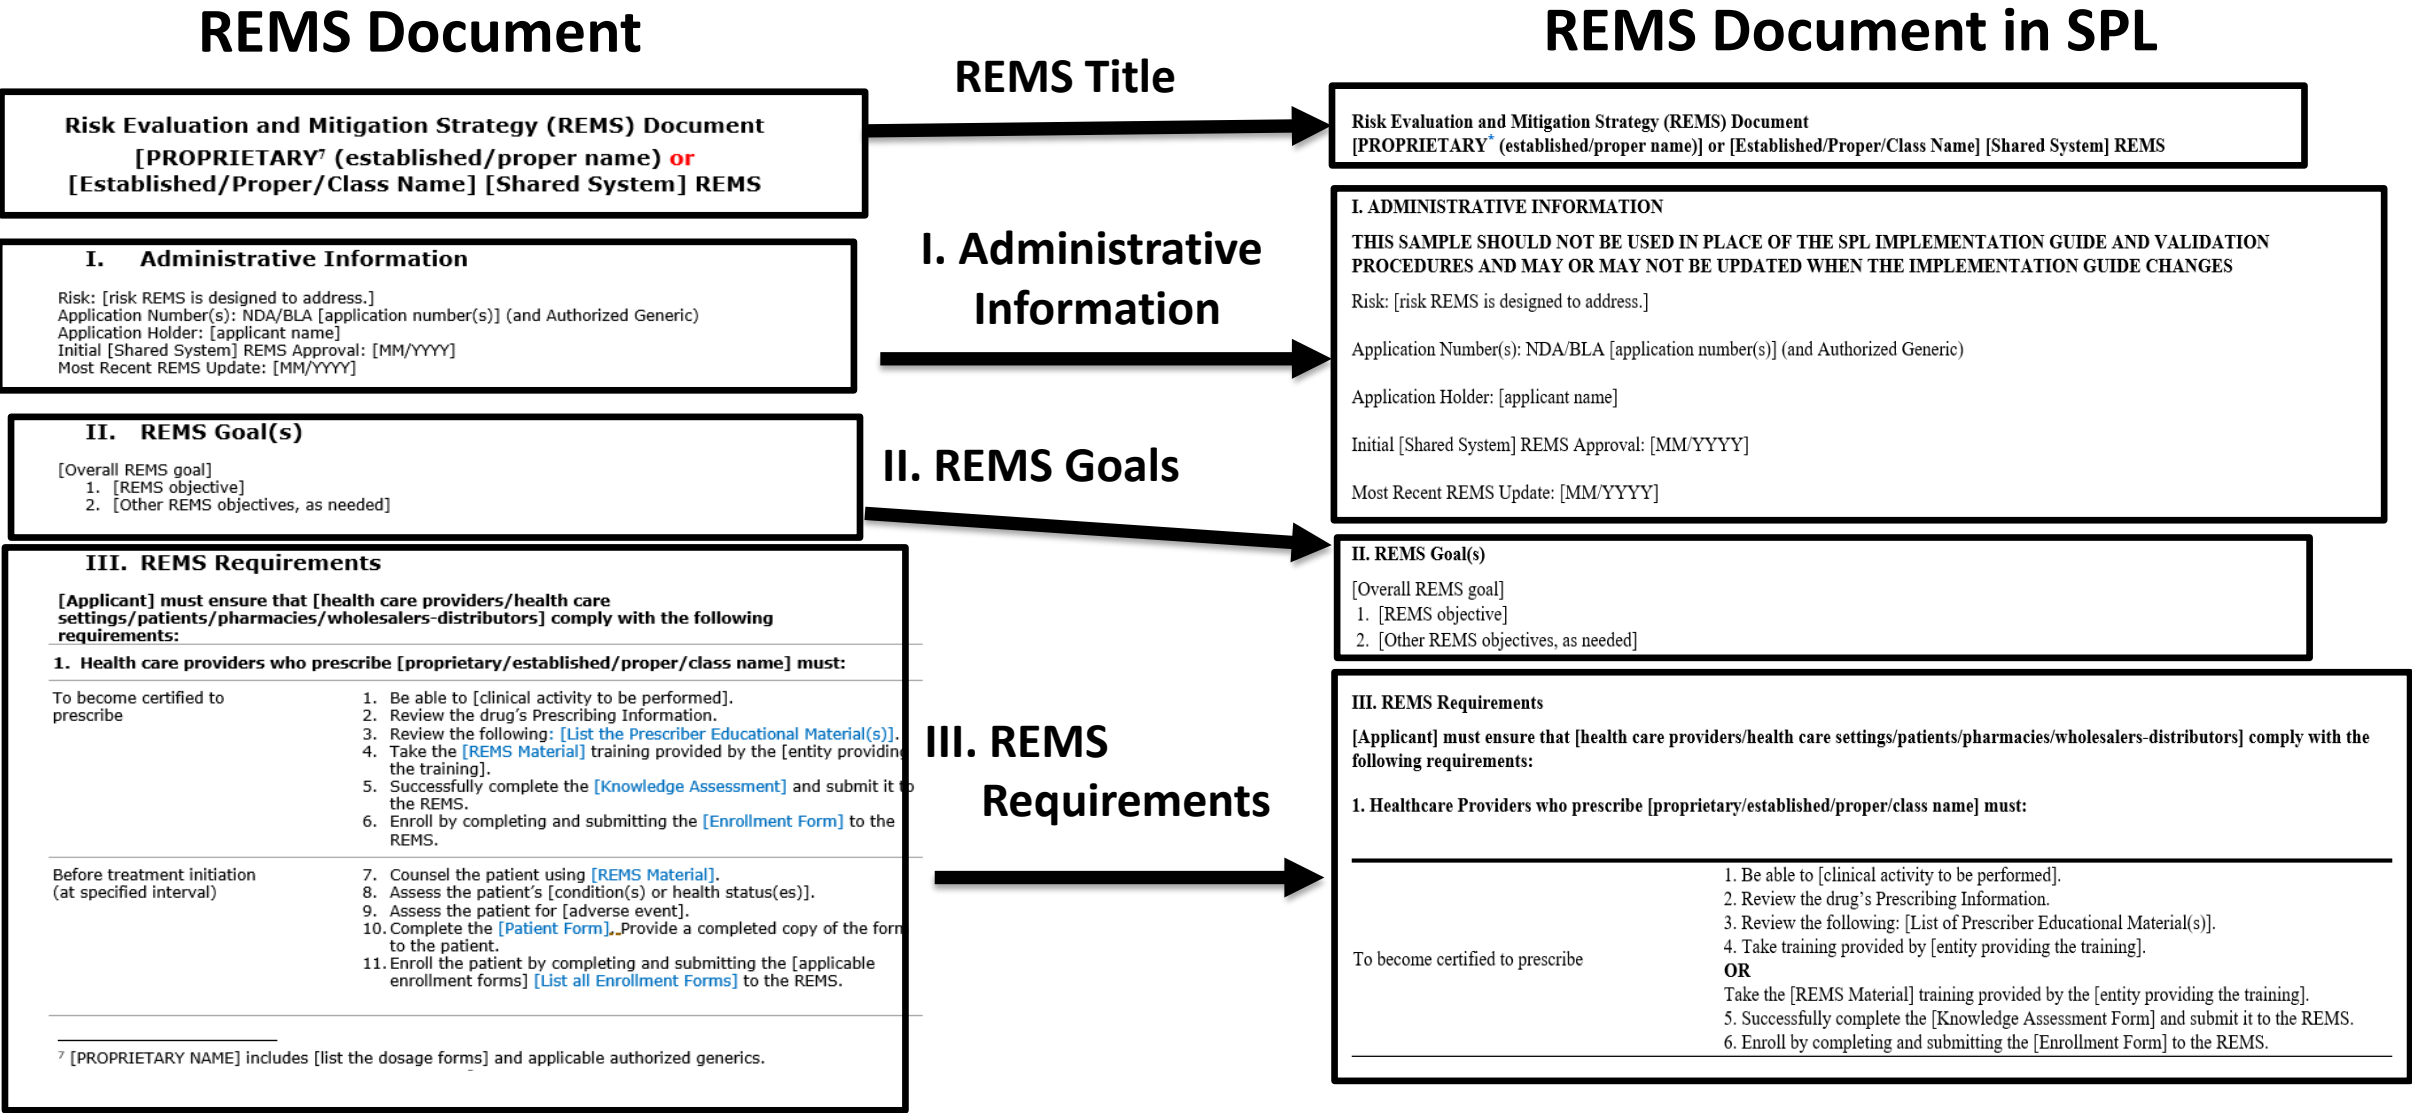 REMS Document
Risk Evaluation and Mitigation Strategy (REMS) Document
[PROPRIETARY⁷ (established/proper name) or
[Established/Proper/Class Name] [Shared System] REMS
I. Administrative Information
Risk: [risk REMS is designed to address.]
Application Number(s): NDA/BLA [application number(s)] (and Authorized Generic)
Application Holder: [applicant name]
Initial [Shared System] REMS Approval: [MM/YYYY]
Most Recent REMS Update: [MM/YYYY]
II. REMS Goal(s)
[Overall REMS goal]
1. [REMS objective]
2. [Other REMS objectives, as needed]
III. REMS Requirements
[Applicant] must ensure that [health care providers/health care
settings/patients/pharmacies/wholesalers-distributors] comply with the following
requirements:
1. Health care providers who prescribe [proprietary/established/proper/class name] must:
To become certified to
prescribe
1. Be able to [clinical activity to be performed].
2. Review the drug’s Prescribing Information.
3. Review the following: [List the Prescriber Educational Material(s)].
4. Take the [REMS Material] training provided by the [entity providing
the training].
5. Successfully complete the [Knowledge Assessment] and submit it to
the REMS.
6. Enroll by completing and submitting the [Enrollment Form] to the
REMS.
Before treatment initiation
(at specified interval)
7. Counsel the patient using [REMS Material].
8. Assess the patient’s [condition(s) or health status(es)].
9. Assess the patient for [adverse event].
10. Complete the [Patient Form]. Provide a completed copy of the form
to the patient.
11. Enroll the patient by completing and submitting the [applicable
enrollment forms] [List all Enrollment Forms] to the REMS.
⁷ [PROPRIETARY NAME] includes [list the dosage forms] and applicable authorized generics.
REMS Title
I. Administrative
Information
II. REMS Goals
III. REMS
Requirements
REMS Document in SPL
Risk Evaluation and Mitigation Strategy (REMS) Document
[PROPRIETARY* (established/proper name)] or [Established/Proper/Class Name] [Shared System] REMS
I. ADMINISTRATIVE INFORMATION
THIS SAMPLE SHOULD NOT BE USED IN PLACE OF THE SPL IMPLEMENTATION GUIDE AND VALIDATION
PROCEDURES AND MAY OR MAY NOT BE UPDATED WHEN THE IMPLEMENTATION GUIDE CHANGES
Risk: [risk REMS is designed to address.]
Application Number(s): NDA/BLA [application number(s)] (and Authorized Generic)
Application Holder: [applicant name]
Initial [Shared System] REMS Approval: [MM/YYYY]
Most Recent REMS Update: [MM/YYYY]
II. REMS Goal(s)
[Overall REMS goal]
1. [REMS objective]
2. [Other REMS objectives, as needed]
III. REMS Requirements
[Applicant] must ensure that [health care providers/health care settings/patients/pharmacies/wholesalers-distributors] comply with the
following requirements:
1. Healthcare Providers who prescribe [proprietary/established/proper/class name] must:
To become certified to prescribe
1. Be able to [clinical activity to be performed].
2. Review the drug’s Prescribing Information.
3. Review the following: [List of Prescriber Educational Material(s)].
4. Take training provided by [entity providing the training].
OR
Take the [REMS Material] training provided by the [entity providing the training].
5. Successfully complete the [Knowledge Assessment Form] and submit it to the REMS.
6. Enroll by completing and submitting the [Enrollment Form] to the REMS.